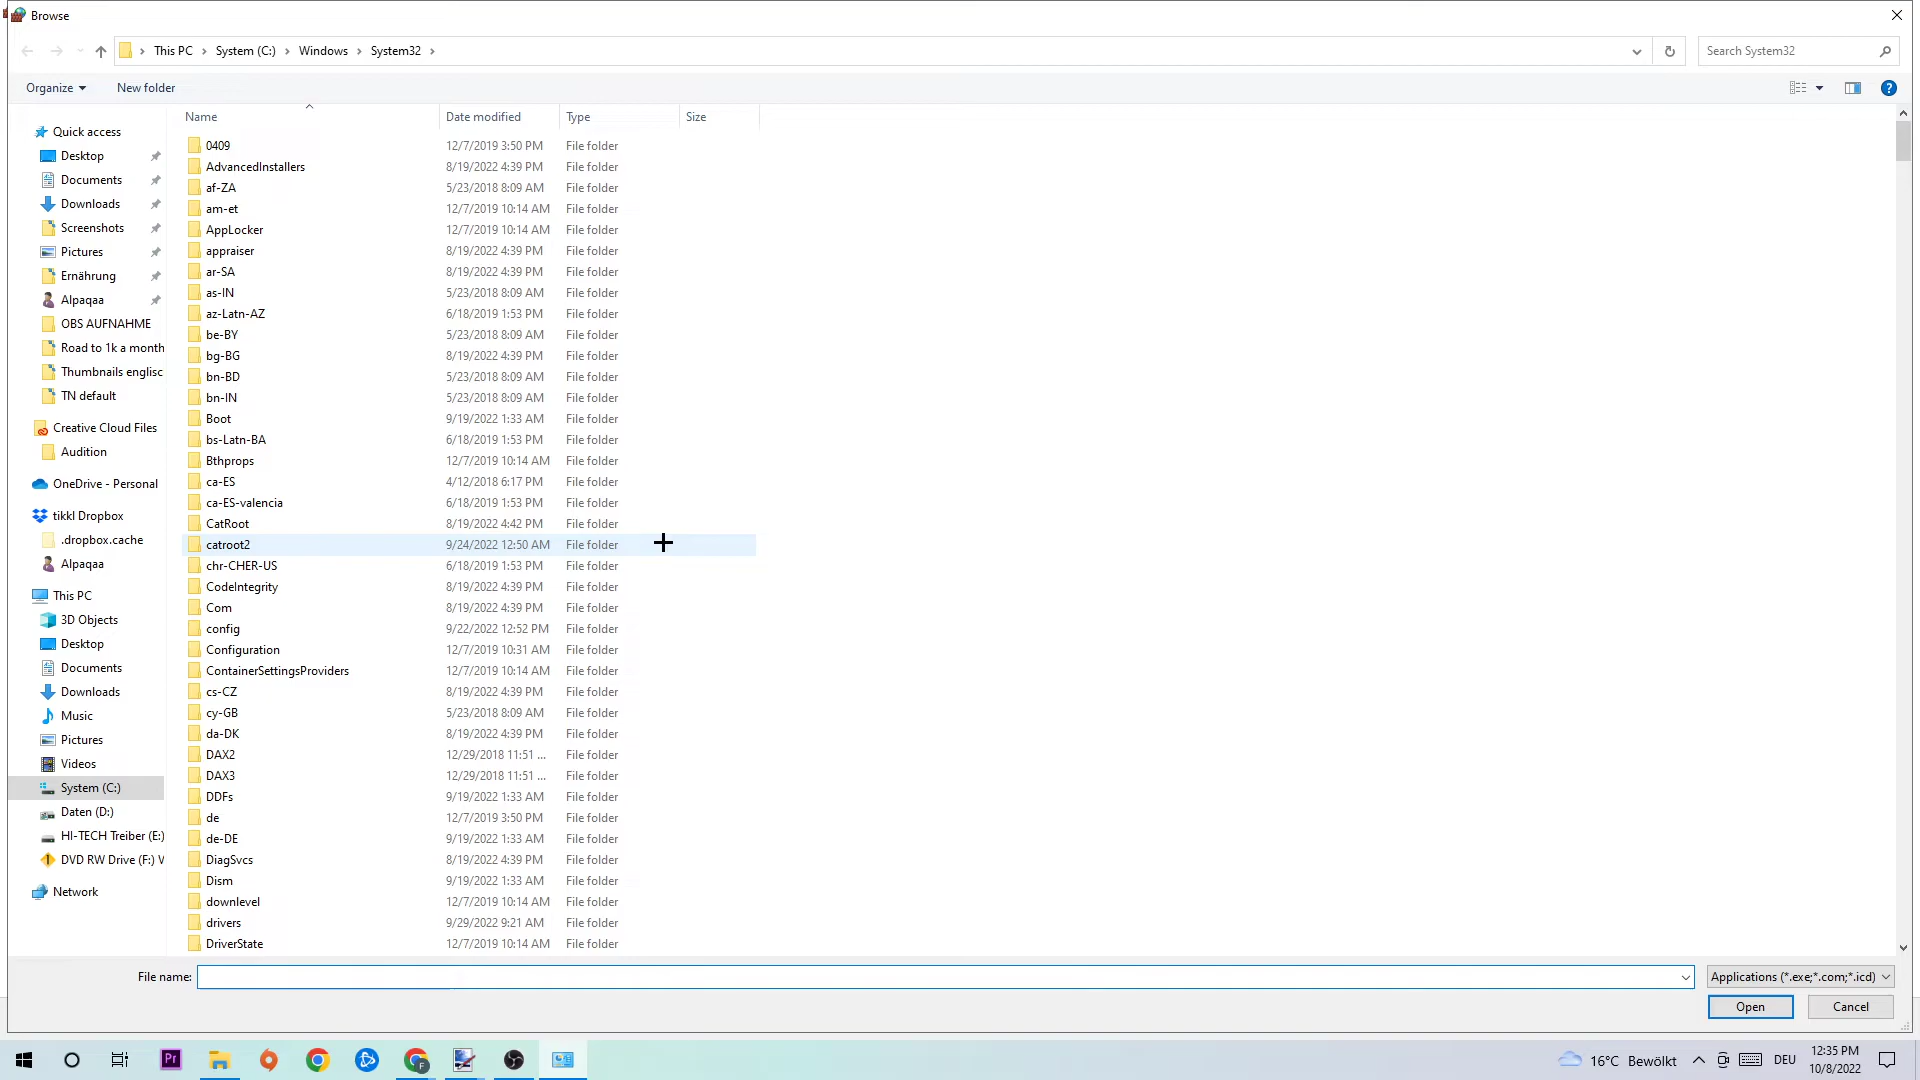 Browse
This PC
System (C:)
Windows
System32
Search System32
Organize
New folder
?
Name
Date modified
Type
Size
Quick access
Desktop
Documents
Downloads
Screenshots
Pictures
Ernährung
Alpaqaa
OBS AUFNAHME
Road to 1k a month
Thumbnails englisc
TN default
Creative Cloud Files
Audition
OneDrive - Personal
tikkl Dropbox
.dropbox.cache
Alpaqaa
This PC
3D Objects
Desktop
Documents
Downloads
Music
Pictures
Videos
System (C:)
Daten (D:)
HI-TECH Treiber (E:)
DVD RW Drive (F:) V
Network
0409 12/7/2019 3:50 PM File folder
AdvancedInstallers 8/19/2022 4:39 PM File folder
af-ZA 5/23/2018 8:09 AM File folder
am-et 12/7/2019 10:14 AM File folder
AppLocker 12/7/2019 10:14 AM File folder
appraiser 8/19/2022 4:39 PM File folder
ar-SA 8/19/2022 4:39 PM File folder
as-IN 5/23/2018 8:09 AM File folder
az-Latn-AZ 6/18/2019 1:53 PM File folder
be-BY 5/23/2018 8:09 AM File folder
bg-BG 8/19/2022 4:39 PM File folder
bn-BD 5/23/2018 8:09 AM File folder
bn-IN 5/23/2018 8:09 AM File folder
Boot 9/19/2022 1:33 AM File folder
bs-Latn-BA 6/18/2019 1:53 PM File folder
Bthprops 12/7/2019 10:14 AM File folder
ca-ES 4/12/2018 6:17 PM File folder
ca-ES-valencia 6/18/2019 1:53 PM File folder
CatRoot 8/19/2022 4:42 PM File folder
catroot2 9/24/2022 12:50 AM File folder
chr-CHER-US 6/18/2019 1:53 PM File folder
CodeIntegrity 8/19/2022 4:39 PM File folder
Com 8/19/2022 4:39 PM File folder
config 9/22/2022 12:52 PM File folder
Configuration 12/7/2019 10:31 AM File folder
ContainerSettingsProviders 12/7/2019 10:14 AM File folder
cs-CZ 8/19/2022 4:39 PM File folder
cy-GB 5/23/2018 8:09 AM File folder
da-DK 8/19/2022 4:39 PM File folder
DAX2 12/29/2018 11:51 ... File folder
DAX3 12/29/2018 11:51 ... File folder
DDFs 9/19/2022 1:33 AM File folder
de 12/7/2019 3:50 PM File folder
de-DE 9/19/2022 1:33 AM File folder
DiagSvcs 8/19/2022 4:39 PM File folder
Dism 9/19/2022 1:33 AM File folder
downlevel 12/7/2019 10:14 AM File folder
drivers 9/29/2022 9:21 AM File folder
DriverState 12/7/2019 10:14 AM File folder
File name:
Applications (*.exe;*.com;*.icd)
Open
Cancel
Pr
F
16°C Bewölkt
DEU
12:35 PM
10/8/2022